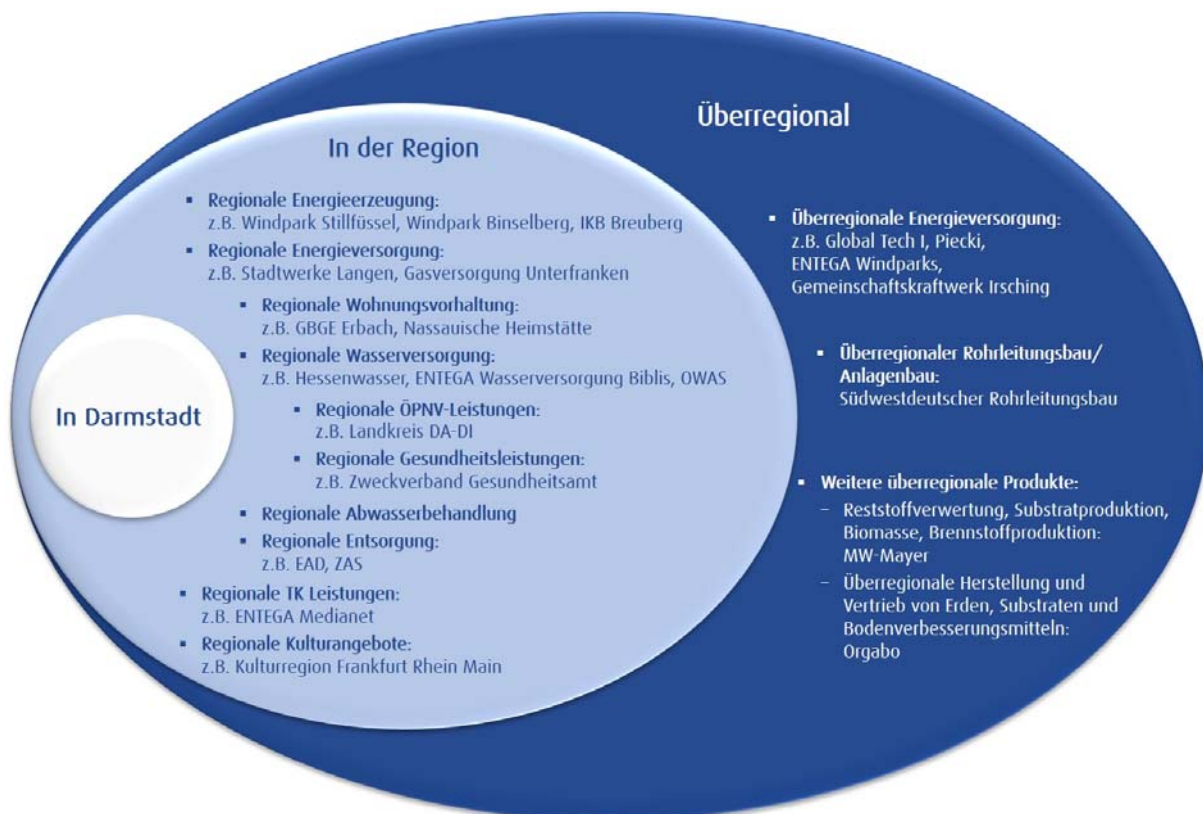 Überregional
In der Region
▪ Regionale Energieerzeugung:
z.B. Windpark Stillfüssel, Windpark Binselberg, IKB Breuberg
▪ Regionale Energieversorgung:
z.B. Stadtwerke Langen, Gasversorgung Unterfranken
▪ Regionale Wohnungsvorhaltung:
z.B. GBGE Erbach, Nassauische Heimstätte
▪ Regionale Wasserversorgung:
z.B. Hessenwasser, ENTEGA Wasserversorgung Biblis, OWAS
▪ Regionale ÖPNV-Leistungen:
z.B. Landkreis DA-DI
▪ Regionale Gesundheitsleistungen:
z.B. Zweckverband Gesundheitsamt
▪ Regionale Abwasserbehandlung
▪ Regionale Entsorgung:
z.B. EAD, ZAS
▪ Regionale TK Leistungen:
z.B. ENTEGA Medianet
▪ Regionale Kulturangebote:
z.B. Kulturregion Frankfurt Rhein Main
In Darmstadt
▪ Überregionale Energieversorgung:
z.B. Global Tech I, Piecki,
ENTEGA Windparks,
Gemeinschaftskraftwerk Irsching
▪ Überregionaler Rohrleitungsbau/
Anlagenbau:
Südwestdeutscher Rohrleitungsbau
▪ Weitere überregionale Produkte:
– Reststoffverwertung, Substratproduktion,
Biomasse, Brennstoffproduktion:
MW-Mayer
– Überregionale Herstellung und
Vertrieb von Erden, Substraten und
Bodenverbesserungsmitteln:
Orgabo